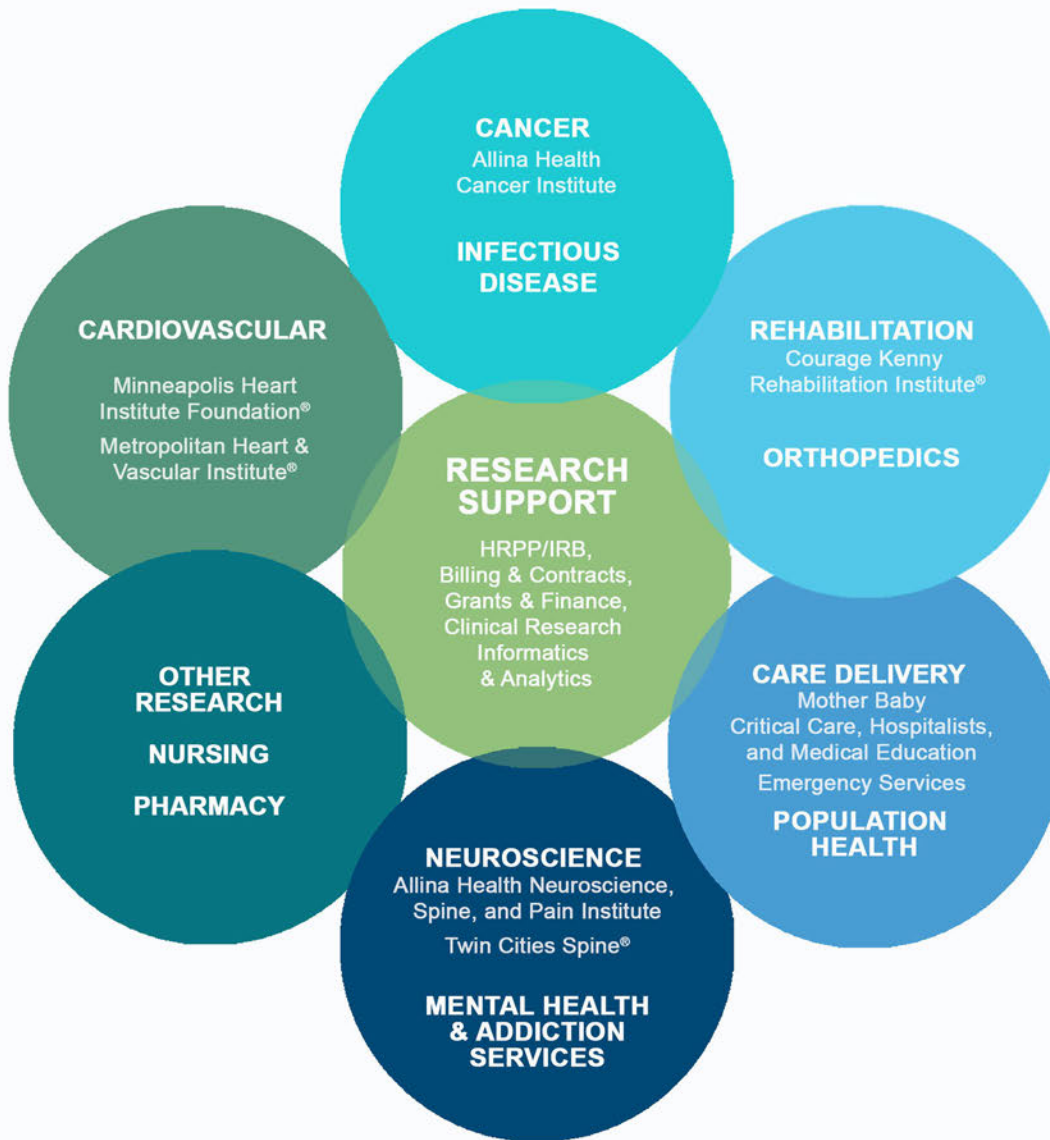 CANCER
Allina Health
Cancer Institute
INFECTIOUS
DISEASE
CARDIOVASCULAR
Minneapolis Heart
Institute Foundation®
Metropolitan Heart &
Vascular Institute®
REHABILITATION
Courage Kenny
Rehabilitation Institute®
ORTHOPEDICS
RESEARCH
SUPPORT
HRPP/IRB,
Billing & Contracts,
Grants & Finance,
Clinical Research
Informatics
& Analytics
OTHER
RESEARCH
NURSING
PHARMACY
CARE DELIVERY
Mother Baby
Critical Care, Hospitalists,
and Medical Education
Emergency Services
POPULATION
HEALTH
NEUROSCIENCE
Allina Health Neuroscience,
Spine, and Pain Institute
Twin Cities Spine®
MENTAL HEALTH
& ADDICTION
SERVICES